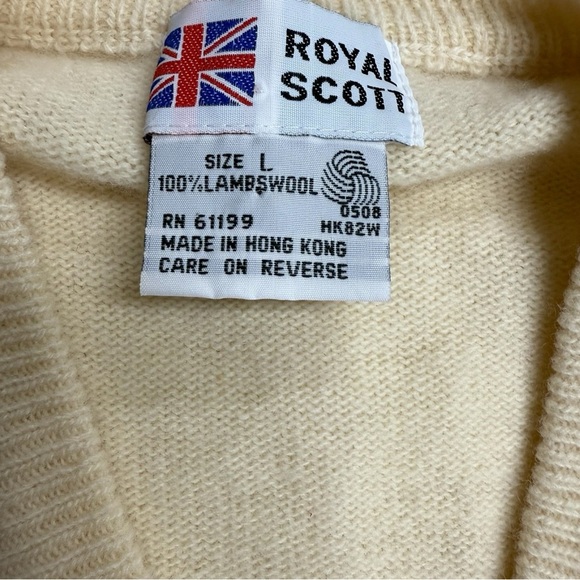 ROYAL
SCOTT
SIZE L
100% LAMBSWOOL
0508
RN 61199 HK82W
MADE IN HONG KONG
CARE ON REVERSE